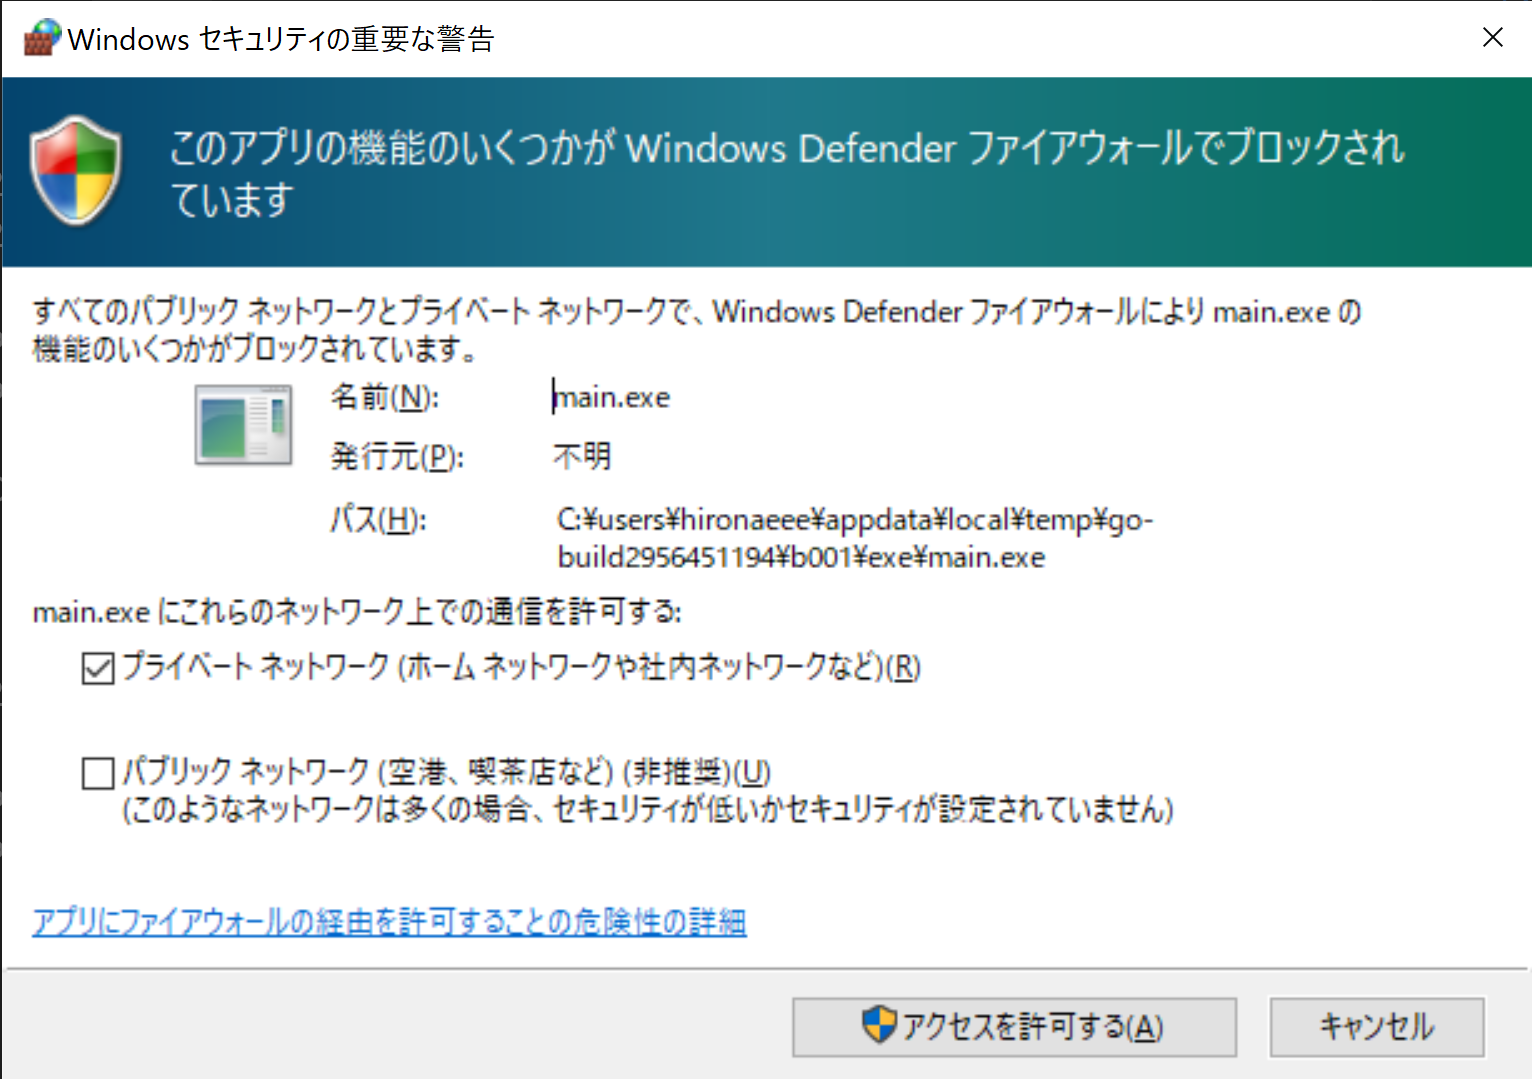 Windows セキュリティの重要な警告
このアプリの機能のいくつかが Windows Defender ファイアウォールでブロックされ
ています
すべてのパブリック ネットワークとプライベート ネットワークで、Windows Defender ファイアウォールにより main.exe の
機能のいくつかがブロックされています。
名前(N): main.exe
発行元(P): 不明
パス(H): C:¥users¥hironaeee¥appdata¥local¥temp¥go-
build2956451194¥b001¥exe¥main.exe
main.exe にこれらのネットワーク上での通信を許可する:
プライベート ネットワーク (ホーム ネットワークや社内ネットワークなど)(R)
パブリック ネットワーク (空港、喫茶店など) (非推奨)(U)
(このようなネットワークは多くの場合、セキュリティが低いかセキュリティが設定されていません)
アプリにファイアウォールの経由を許可することの危険性の詳細
アクセスを許可する(A) キャンセル